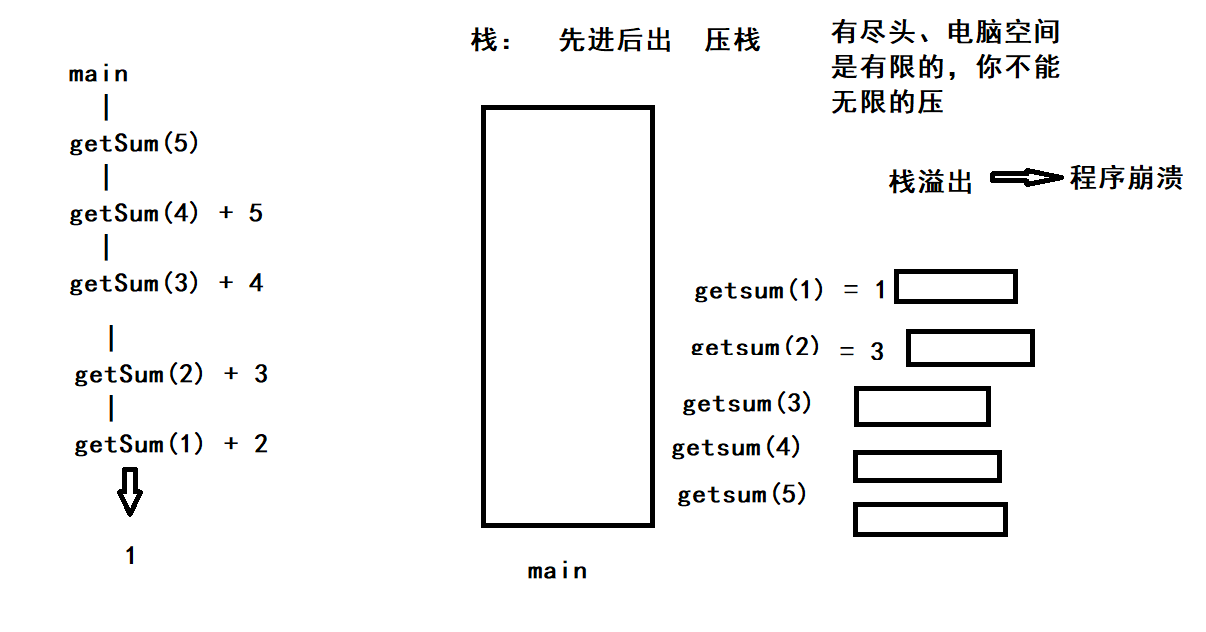 main
|
getSum(5)
|
getSum(4) + 5
|
getSum(3) + 4
|
getSum(2) + 3
|
getSum(1) + 2
1
栈： 先进后出 压栈
main
有尽头、电脑空间
是有限的，你不能
无限的压
栈溢出 程序崩溃
getsum(1) = 1
getsum(2) = 3
getsum(3)
getsum(4)
getsum(5)